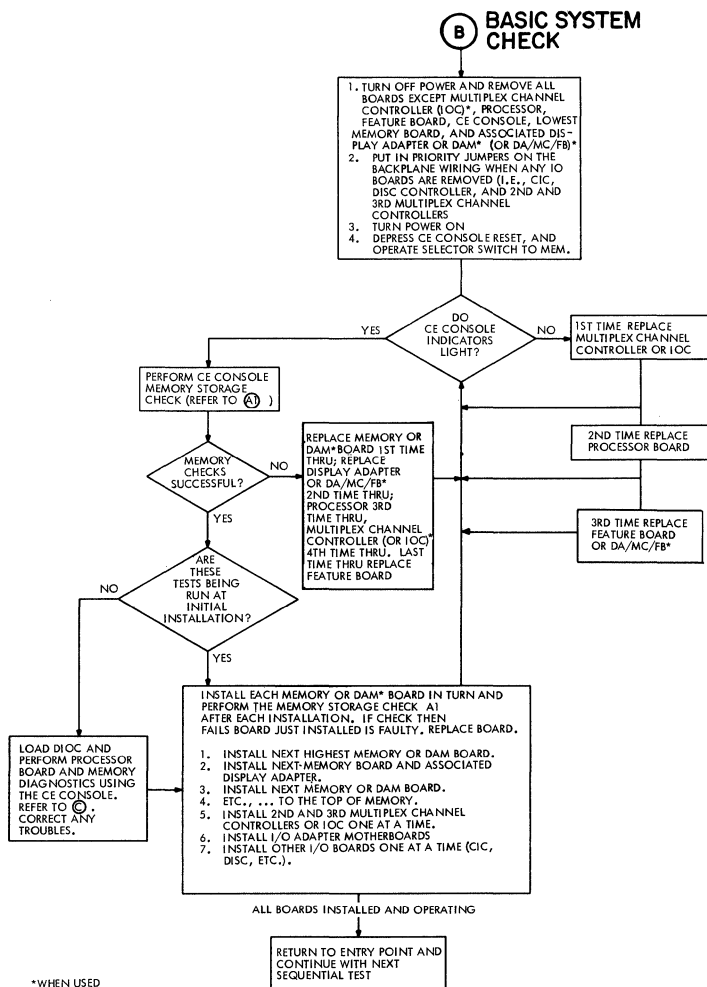 B BASIC SYSTEM
CHECK
1. TURN OFF POWER AND REMOVE ALL
BOARDS EXCEPT MULTIPLEX CHANNEL
CONTROLLER (IOC)*, PROCESSOR,
FEATURE BOARD, CE CONSOLE, LOWEST
MEMORY BOARD, AND ASSOCIATED DIS-
PLAY ADAPTER OR DAM* (OR DA/MC/FB)*
2. PUT IN PRIORITY JUMPERS ON THE
BACKPLANE WIRING WHEN ANY IO
BOARDS ARE REMOVED (I.E., CIC,
DISC CONTROLLER, AND 2ND AND
3RD MULTIPLEX CHANNEL
CONTROLLERS
3. TURN POWER ON
4. DEPRESS CE CONSOLE RESET, AND
OPERATE SELECTOR SWITCH TO MEM.
DO
CE CONSOLE
INDICATORS
LIGHT?
YES
NO
1ST TIME REPLACE
MULTIPLEX CHANNEL
CONTROLLER OR IOC
2ND TIME REPLACE
PROCESSOR BOARD
3RD TIME REPLACE
FEATURE BOARD
OR DA/MC/FB*
PERFORM CE CONSOLE
MEMORY STORAGE
CHECK (REFER TO A1 )
MEMORY
CHECKS
SUCCESSFUL?
NO
YES
REPLACE MEMORY OR
DAM* BOARD 1ST TIME
THRU; REPLACE
DISPLAY ADAPTER
OR DA/MC/FB*
2ND TIME THRU;
PROCESSOR 3RD
TIME THRU,
MULTIPLEX CHANNEL
CONTROLLER (OR IOC)*
4TH TIME THRU. LAST
TIME THRU REPLACE
FEATURE BOARD
ARE
THESE
TESTS BEING
RUN AT
INITIAL
INSTALLATION?
NO
YES
LOAD DIOC AND
PERFORM PROCESSOR
BOARD AND MEMORY
DIAGNOSTICS USING
THE CE CONSOLE.
REFER TO C .
CORRECT ANY
TROUBLES.
INSTALL EACH MEMORY OR DAM* BOARD IN TURN AND
PERFORM THE MEMORY STORAGE CHECK A1
AFTER EACH INSTALLATION. IF CHECK THEN
FAILS BOARD JUST INSTALLED IS FAULTY. REPLACE BOARD.
1. INSTALL NEXT HIGHEST MEMORY OR DAM BOARD.
2. INSTALL NEXT-MEMORY BOARD AND ASSOCIATED
DISPLAY ADAPTER.
3. INSTALL NEXT MEMORY OR DAM BOARD.
4. ETC., ... TO THE TOP OF MEMORY.
5. INSTALL 2ND AND 3RD MULTIPLEX CHANNEL
CONTROLLERS OR IOC ONE AT A TIME.
6. INSTALL I/O ADAPTER MOTHERBOARDS
7. INSTALL OTHER I/O BOARDS ONE AT A TIME (CIC,
DISC, ETC.).
ALL BOARDS INSTALLED AND OPERATING
RETURN TO ENTRY POINT AND
CONTINUE WITH NEXT
SEQUENTIAL TEST
*WHEN USED